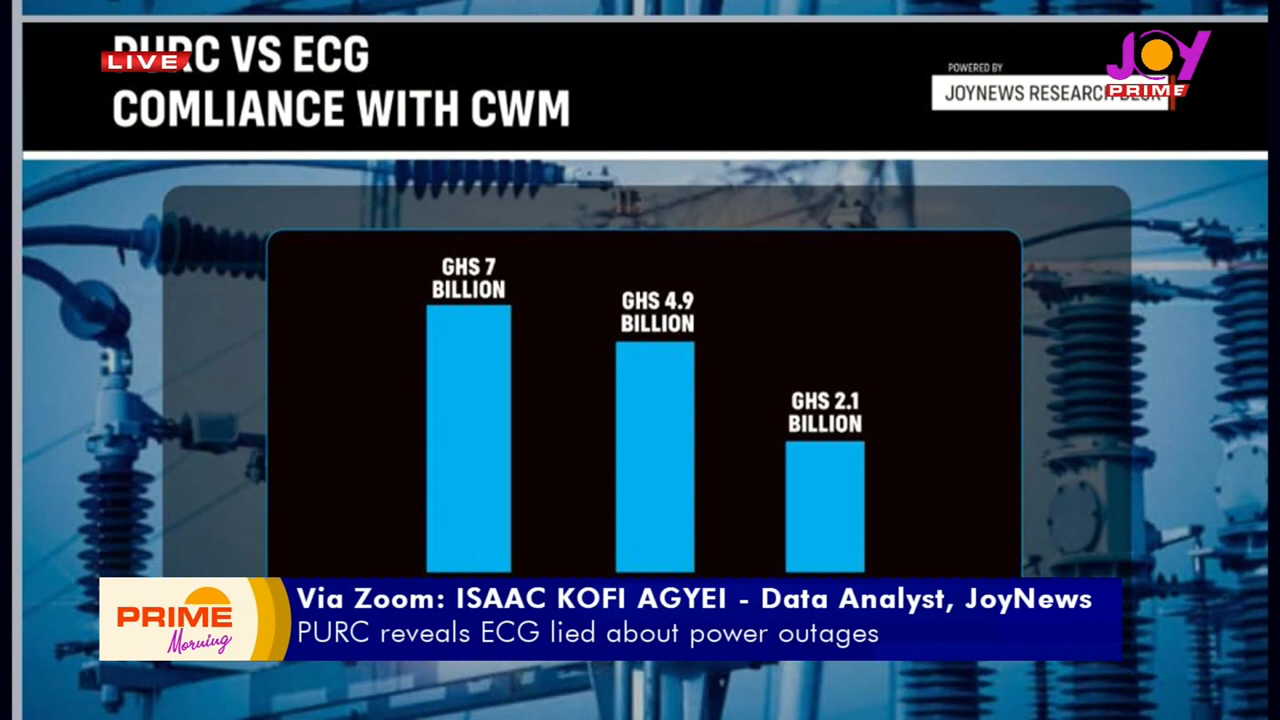 LIVE
VS ECG
COMLIANCE WITH CWM
POWERED BY
JOYNEWS RESEARCH
JOY
PRIME
GHS 7
BILLION
GHS 4.9
BILLION
GHS 2.1
BILLION
PRIME
Morning
Via Zoom: ISAAC KOFI AGYEI - Data Analyst, JoyNews
PURC reveals ECG lied about power outages